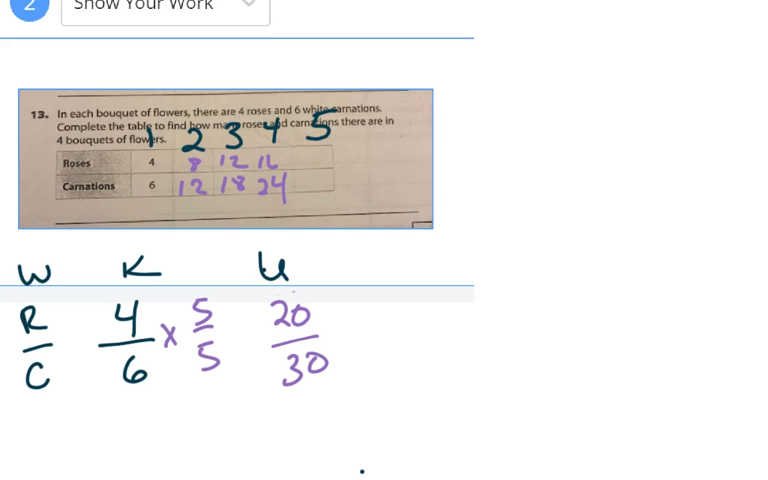 2 Show Your Work
13. In each bouquet of flowers, there are 4 roses and 6 white carnations.
Complete the table to find how many roses and carnations there are in
4 bouquets of flowers.
1 2 3 4 5
Roses 4 8 12 16
Carnations 6 12 18 24
W K U
R 4 x 5 20
C 6 5 30